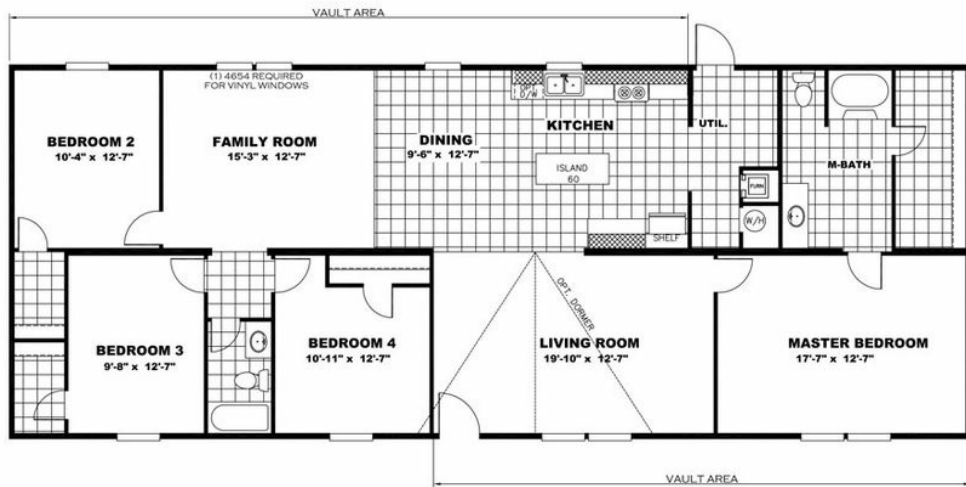 VAULT AREA
(1) 4654 REQUIRED
FOR VINYL WINDOWS
BEDROOM 2
10'-4" x 12'-7"
FAMILY ROOM
15'-3" x 12'-7"
DINING
9'-6" x 12'-7"
OPT.
D/W
KITCHEN
ISLAND
60
SHELF
UTIL.
FURN
W/H
M-BATH
BEDROOM 3
9'-8" x 12'-7"
BEDROOM 4
10'-11" x 12'-7"
OPT. DORMER
LIVING ROOM
19'-10" x 12'-7"
MASTER BEDROOM
17'-7" x 12'-7"
VAULT AREA